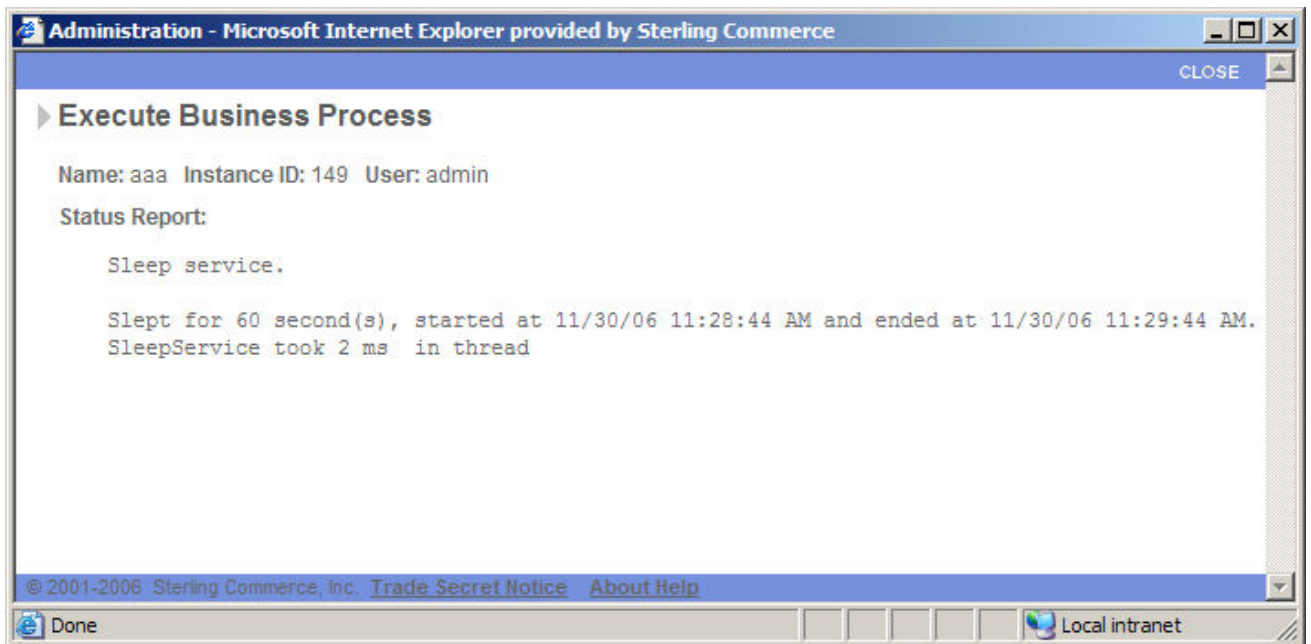 Administration - Microsoft Internet Explorer provided by Sterling Commerce
CLOSE
Execute Business Process
Name: aaa Instance ID: 149 User: admin
Status Report:
Sleep service.
Slept for 60 second(s), started at 11/30/06 11:28:44 AM and ended at 11/30/06 11:29:44 AM.
SleepService took 2 ms  in thread
© 2001-2006 Sterling Commerce, Inc. Trade Secret Notice About Help
Done Local intranet